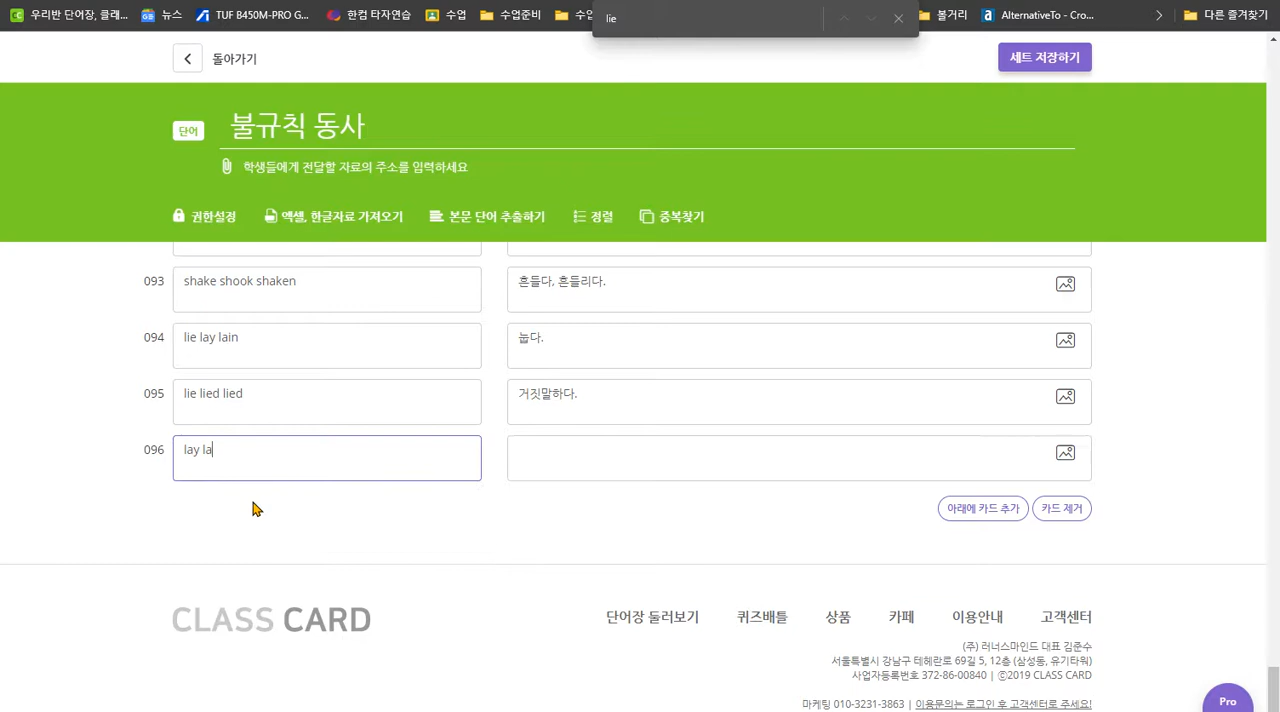 우리반 단어장, 클래... 뉴스 TUF B450M-PRO G... 한컴 타자연습 수업 수업준비 수업 볼거리 AlternativeTo - Cro... 다른 즐겨찾기
lie
돌아가기 세트 저장하기
단어 불규칙 동사
학생들에게 전달할 자료의 주소를 입력하세요
권한설정 엑셀, 한글자료 가져오기 본문 단어 추출하기 정렬 중복찾기
093 shake shook shaken 흔들다, 흔들리다.
094 lie lay lain 눕다.
095 lie lied lied 거짓말하다.
096 lay la
아래에 카드 추가 카드 제거
CLASS CARD 단어장 둘러보기 퀴즈배틀 상품 카페 이용안내 고객센터
(주) 러너스마인드 대표 김준수
서울특별시 강남구 테헤란로 69길 5, 12층 (삼성동, 유기타워)
사업자등록번호 372-86-00840 | ⓒ2019 CLASS CARD
마케팅 010-3231-3863 | 이용문의는 로그인 후 고객센터로 주세요!
Pro